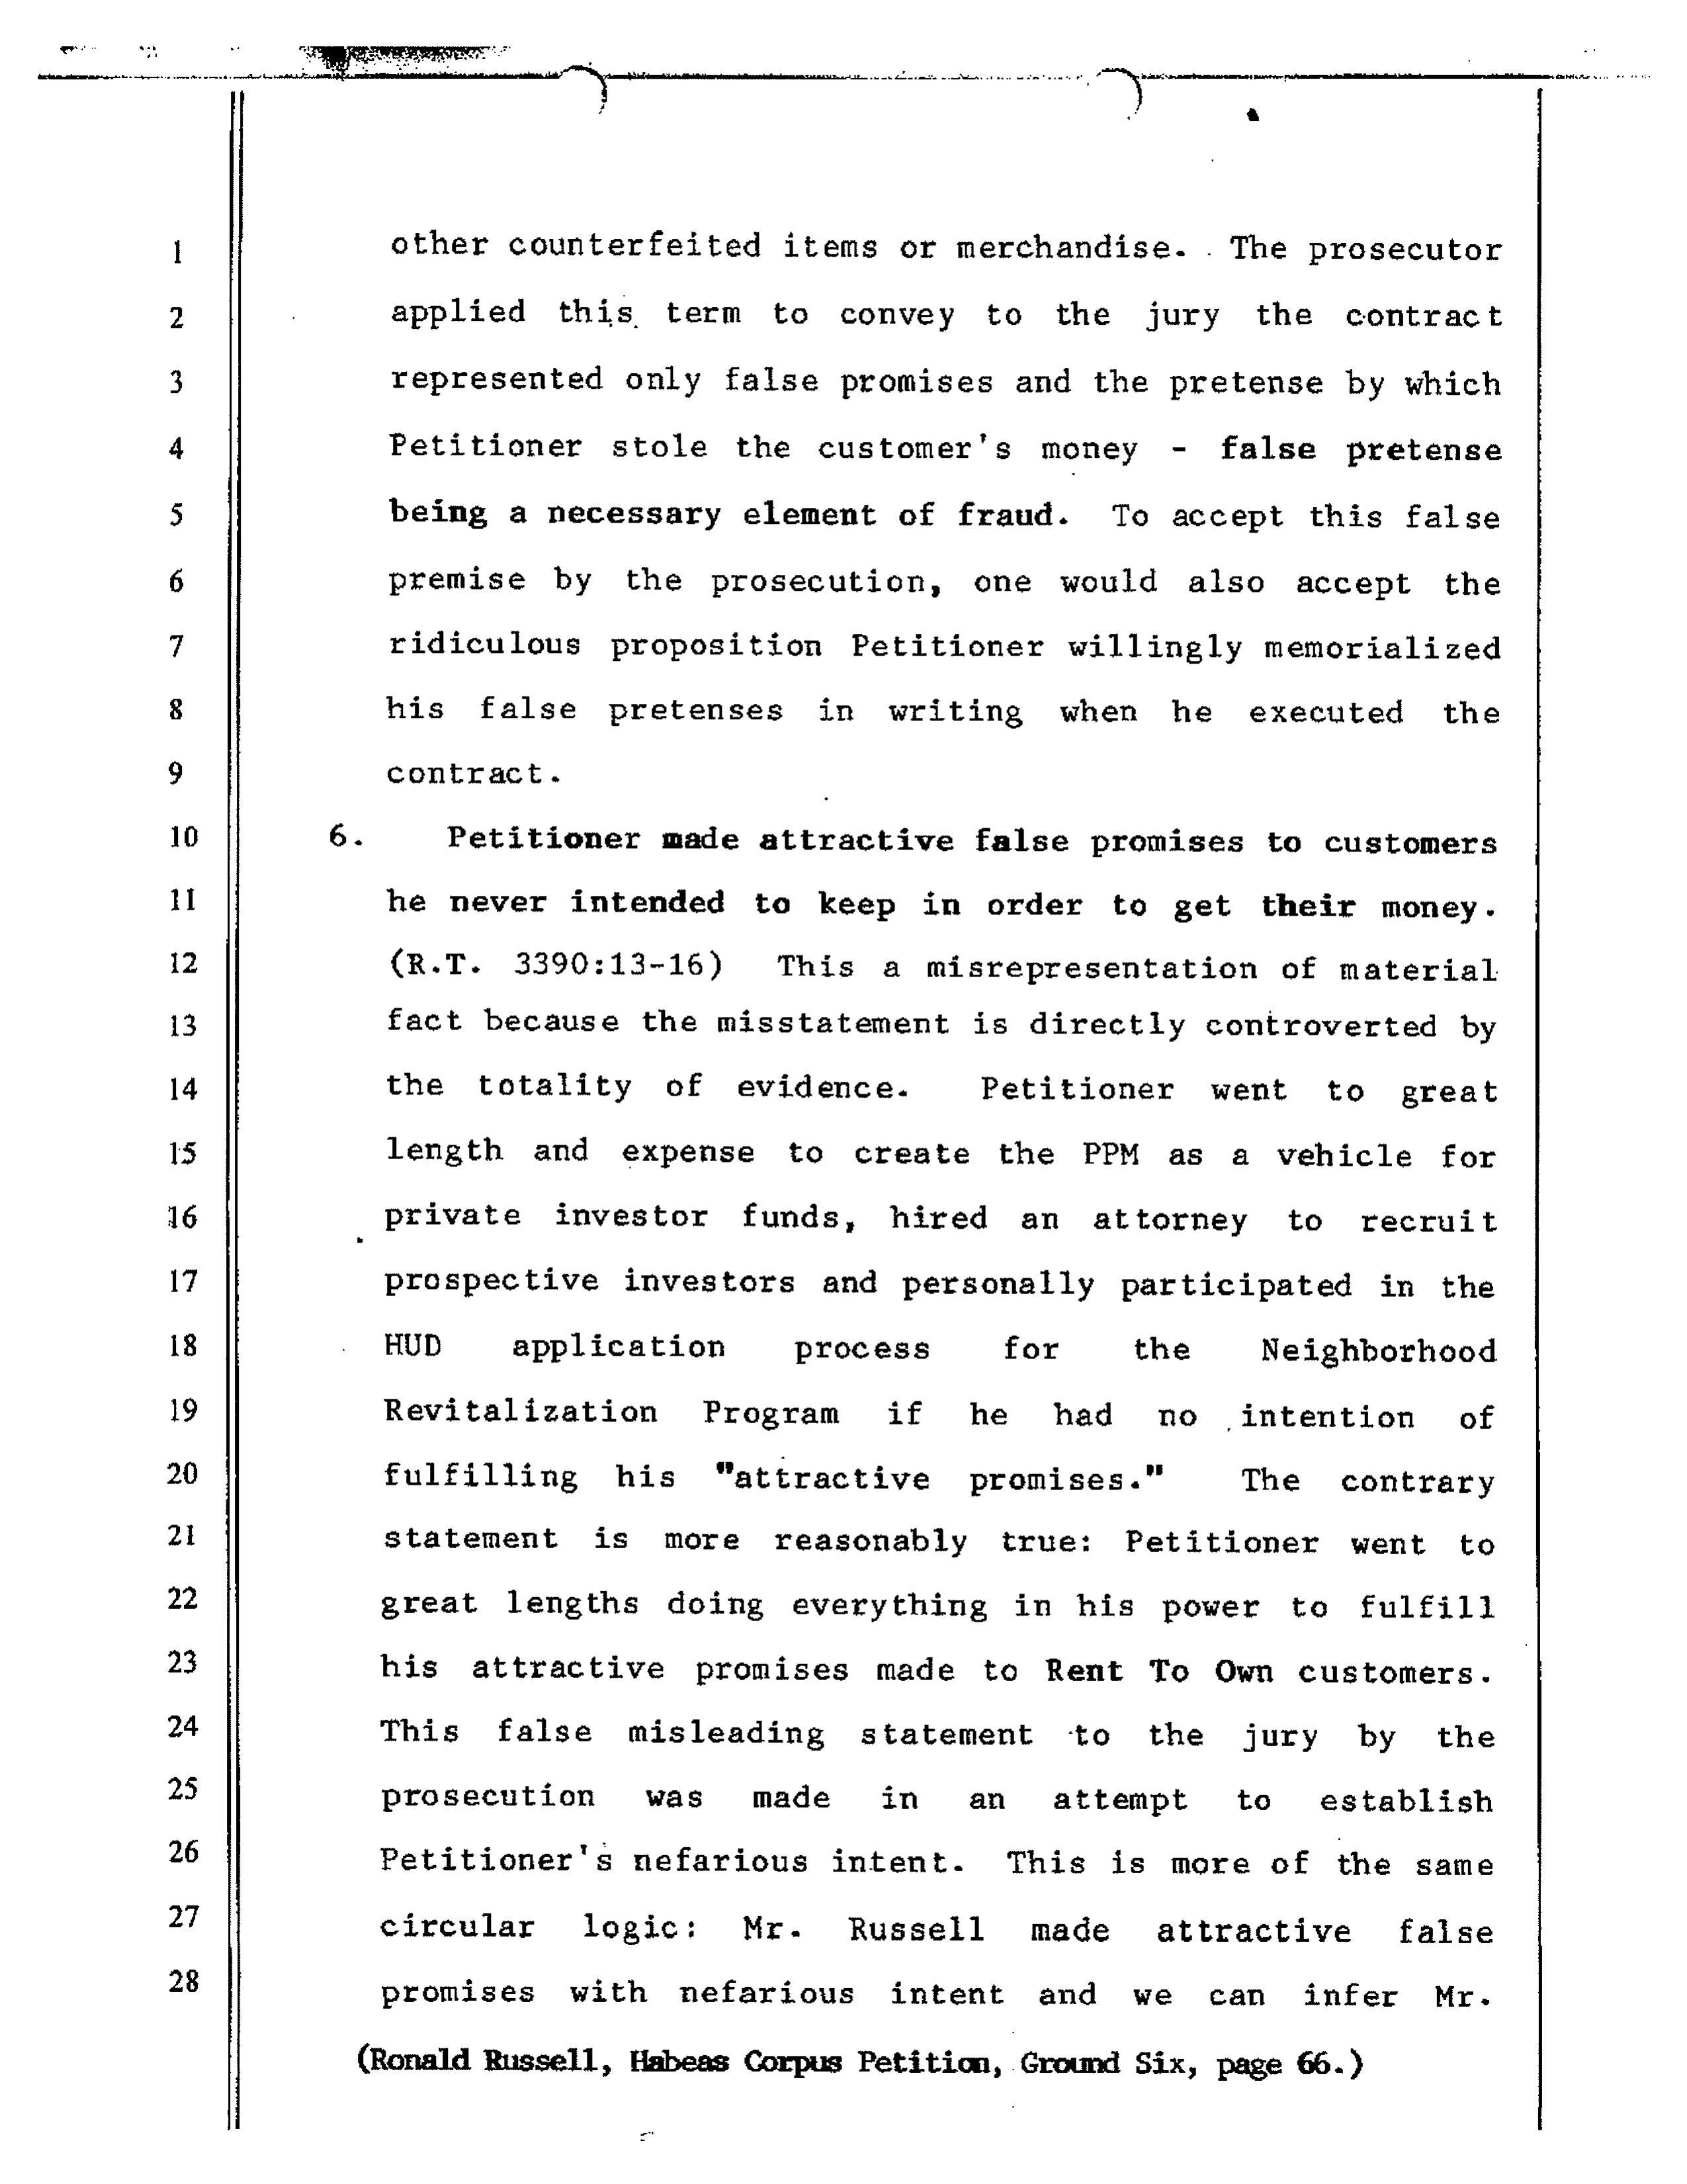 1 other counterfeited items or merchandise. The prosecutor
2 applied this term to convey to the jury the contract
3 represented only false promises and the pretense by which
4 Petitioner stole the customer's money - false pretense
5 being a necessary element of fraud. To accept this false
6 premise by the prosecution, one would also accept the
7 ridiculous proposition Petitioner willingly memorialized
8 his false pretenses in writing when he executed the
9 contract.
10 6. Petitioner made attractive false promises to customers
11 he never intended to keep in order to get their money.
12 (R.T. 3390:13-16) This a misrepresentation of material
13 fact because the misstatement is directly controverted by
14 the totality of evidence. Petitioner went to great
15 length and expense to create the PPM as a vehicle for
16 private investor funds, hired an attorney to recruit
17 prospective investors and personally participated in the
18 HUD application process for the Neighborhood
19 Revitalization Program if he had no intention of
20 fulfilling his "attractive promises." The contrary
21 statement is more reasonably true: Petitioner went to
22 great lengths doing everything in his power to fulfill
23 his attractive promises made to Rent To Own customers.
24 This false misleading statement to the jury by the
25 prosecution was made in an attempt to establish
26 Petitioner's nefarious intent. This is more of the same
27 circular logic: Mr. Russell made attractive false
28 promises with nefarious intent and we can infer Mr.
(Ronald Russell, Habeas Corpus Petition, Ground Six, page 66.)